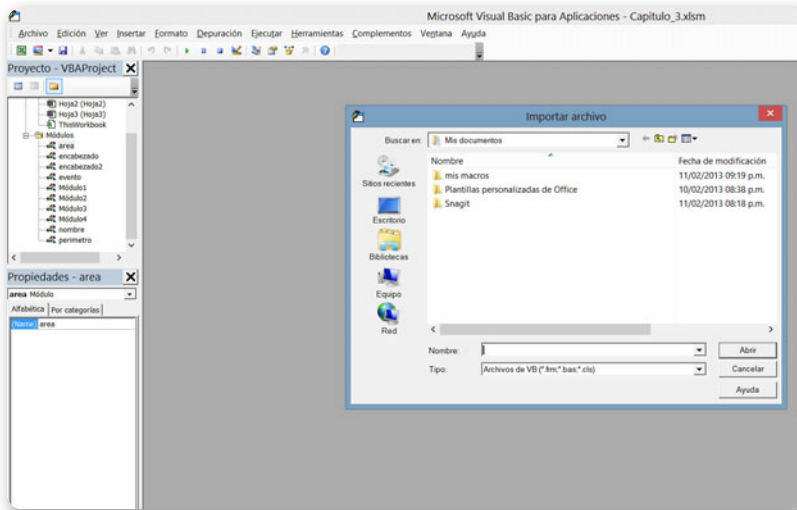 Microsoft Visual Basic para Aplicaciones - Capitulo_3.xlsm
Archivo Edición Ver Insertar Formato Depuración Ejecutar Herramientas Complementos Ventana Ayuda
Proyecto - VBAProject
Hoja2 (Hoja2)
Hoja3 (Hoja3)
ThisWorkbook
Módulos
area
encabezado
encabezado2
evento
Módulo1
Módulo2
Módulo3
Módulo4
nombre
perimetro
Propiedades - area
area Módulo
Alfabética Por categorías
(Name) area
Importar archivo
Buscar en: Mis documentos
Nombre Fecha de modificación
mis macros 11/02/2013 09:19 p.m.
Plantillas personalizadas de Office 10/02/2013 08:38 p.m.
Snagit 11/02/2013 08:18 p.m.
Sitios recientes
Escritorio
Bibliotecas
Equipo
Red
Nombre: Abrir
Tipo: Archivos de VB (*.frm;*.bas;*.cls) Cancelar
Ayuda